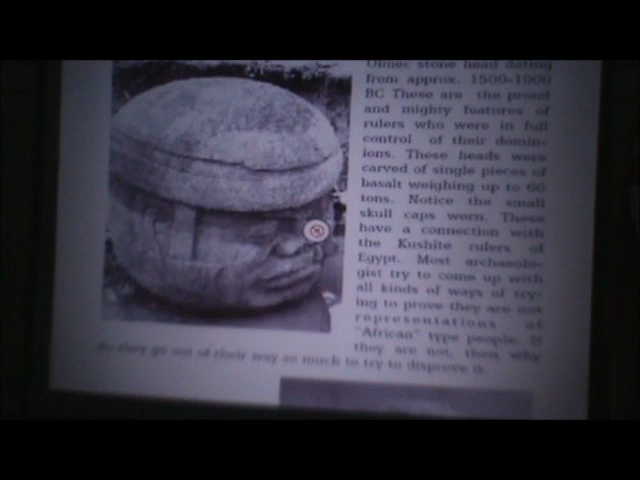 Olmec stone head dating
from approx. 1500-1000
BC These are the proud
and mighty features of
rulers who were in full
control of their domin-
ions. These heads were
carved of single pieces of
basalt weighing up to 60
tons. Notice the small
skull caps worn. These
have a connection with
the Kushite rulers of
Egypt. Most archaeolo-
gist try to come up with
all kinds of ways of try-
ing to prove they are not
representations of
"African" type people. If
they are not, then why
do they go out of their way so much to try to disprove it.